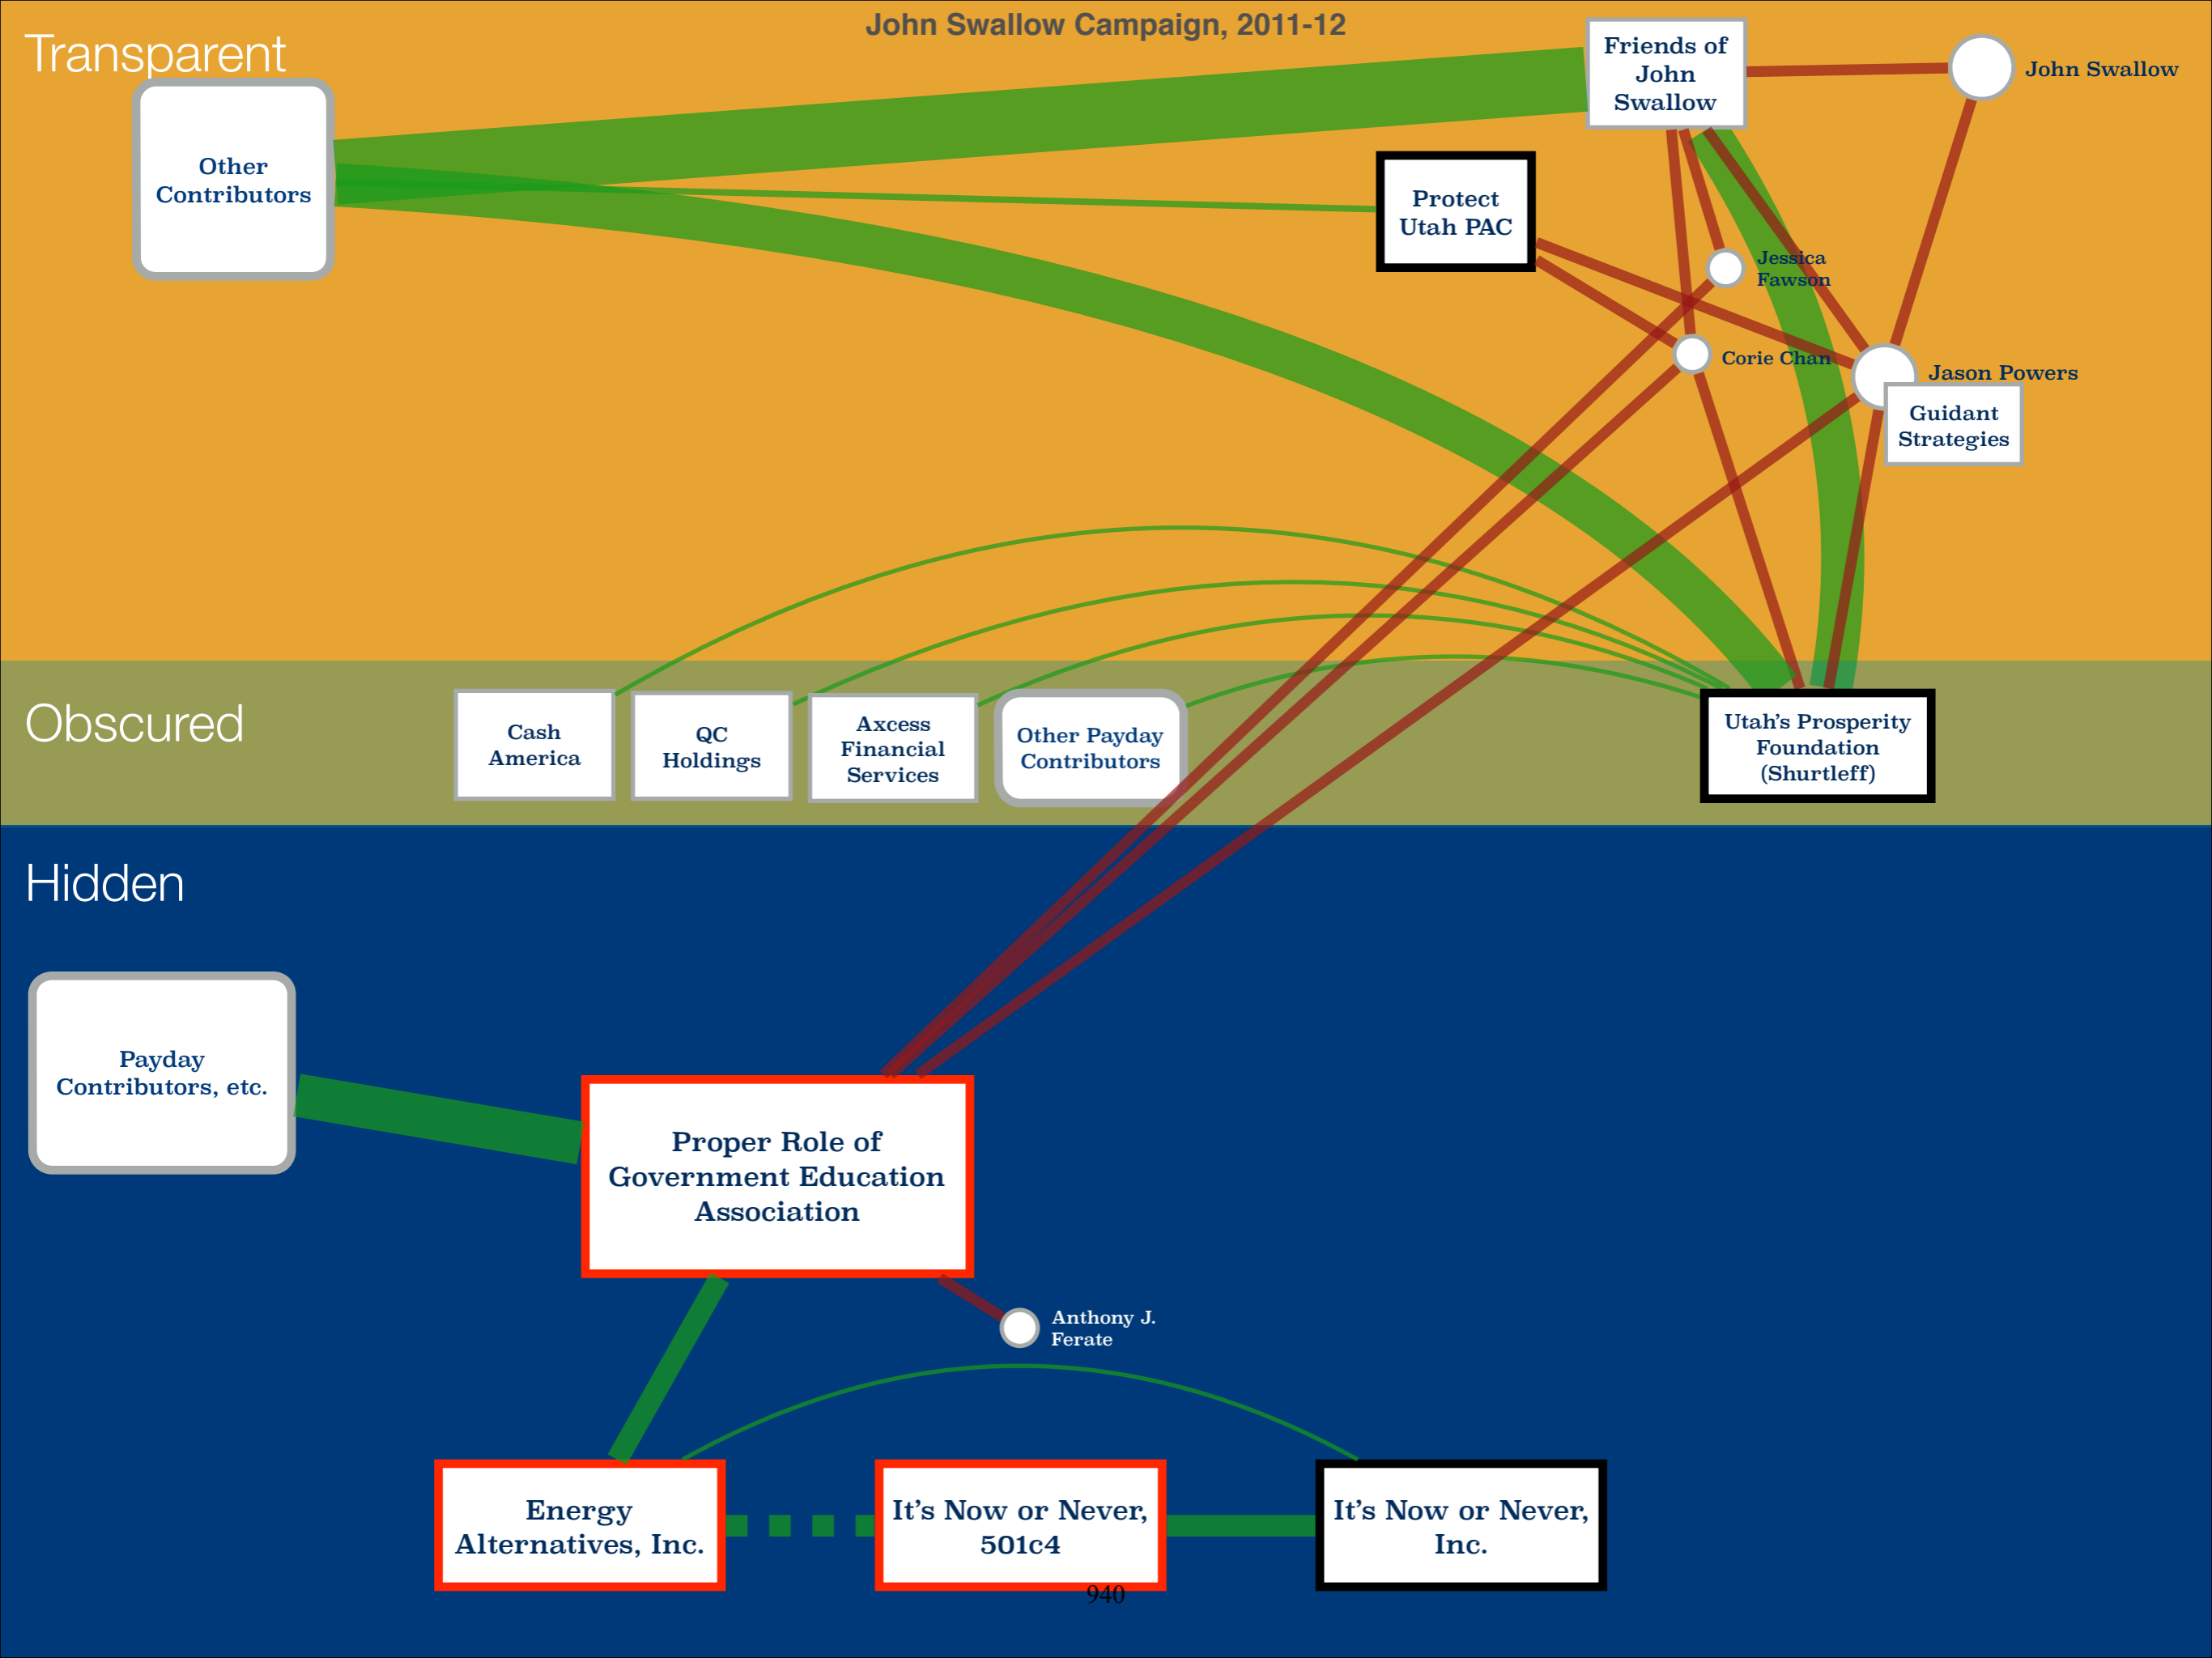 John Swallow Campaign, 2011-12
Transparent
Friends of
John
Swallow
John Swallow
Other
Contributors
Protect
Utah PAC
Jessica
Fawson
Corie Chan
Jason Powers
Guidant
Strategies
Obscured
Cash
America
QC
Holdings
Axcess
Financial
Services
Other Payday
Contributors
Utah’s Prosperity
Foundation
(Shurtleff)
Hidden
Payday
Contributors, etc.
Proper Role of
Government Education
Association
Anthony J.
Ferate
Energy
Alternatives, Inc.
It’s Now or Never,
501c4
It’s Now or Never,
Inc.
940